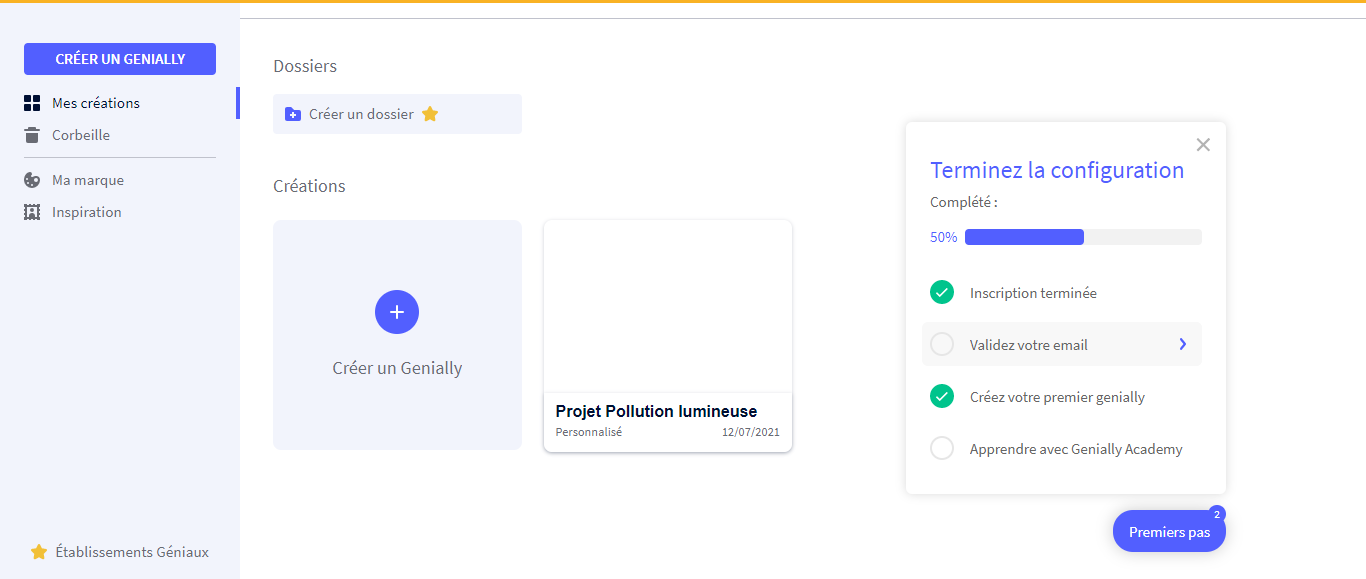 CRÉER UN GENIALLY
Mes créations
Corbeille
Ma marque
Inspiration
Établissements Géniaux
Dossiers
Créer un dossier
Créations
Créer un Genially
Projet Pollution lumineuse
Personnalisé 12/07/2021
Terminez la configuration
Complété :
50%
Inscription terminée
Validez votre email
Créez votre premier genially
Apprendre avec Genially Academy
2
Premiers pas